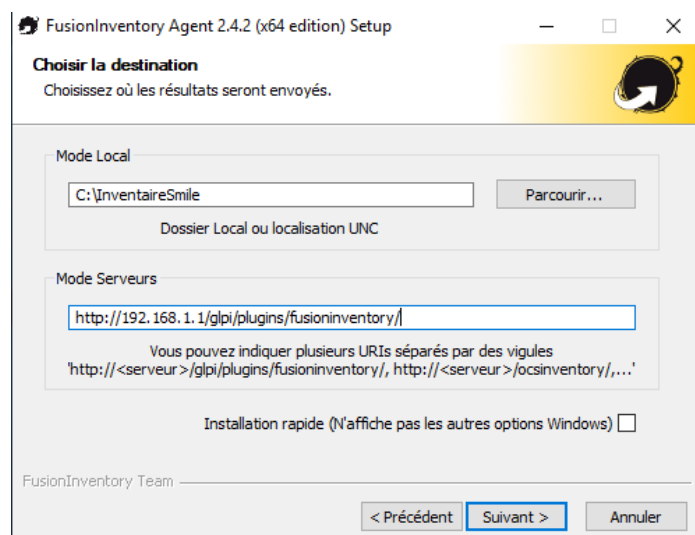 FusionInventory Agent 2.4.2 (x64 edition) Setup
Choisir la destination
Choisissez où les résultats seront envoyés.
Mode Local
C:\InventaireSmile
Parcourir...
Dossier Local ou localisation UNC
Mode Serveurs
http://192.168.1.1/glpi/plugins/fusioninventory/
Vous pouvez indiquer plusieurs URIs séparés par des vigules
'http://<serveur>/glpi/plugins/fusioninventory/, http://<serveur>/ocsinventory/,...'
Installation rapide (N'affiche pas les autres options Windows)
FusionInventory Team
< Précédent
Suivant >
Annuler